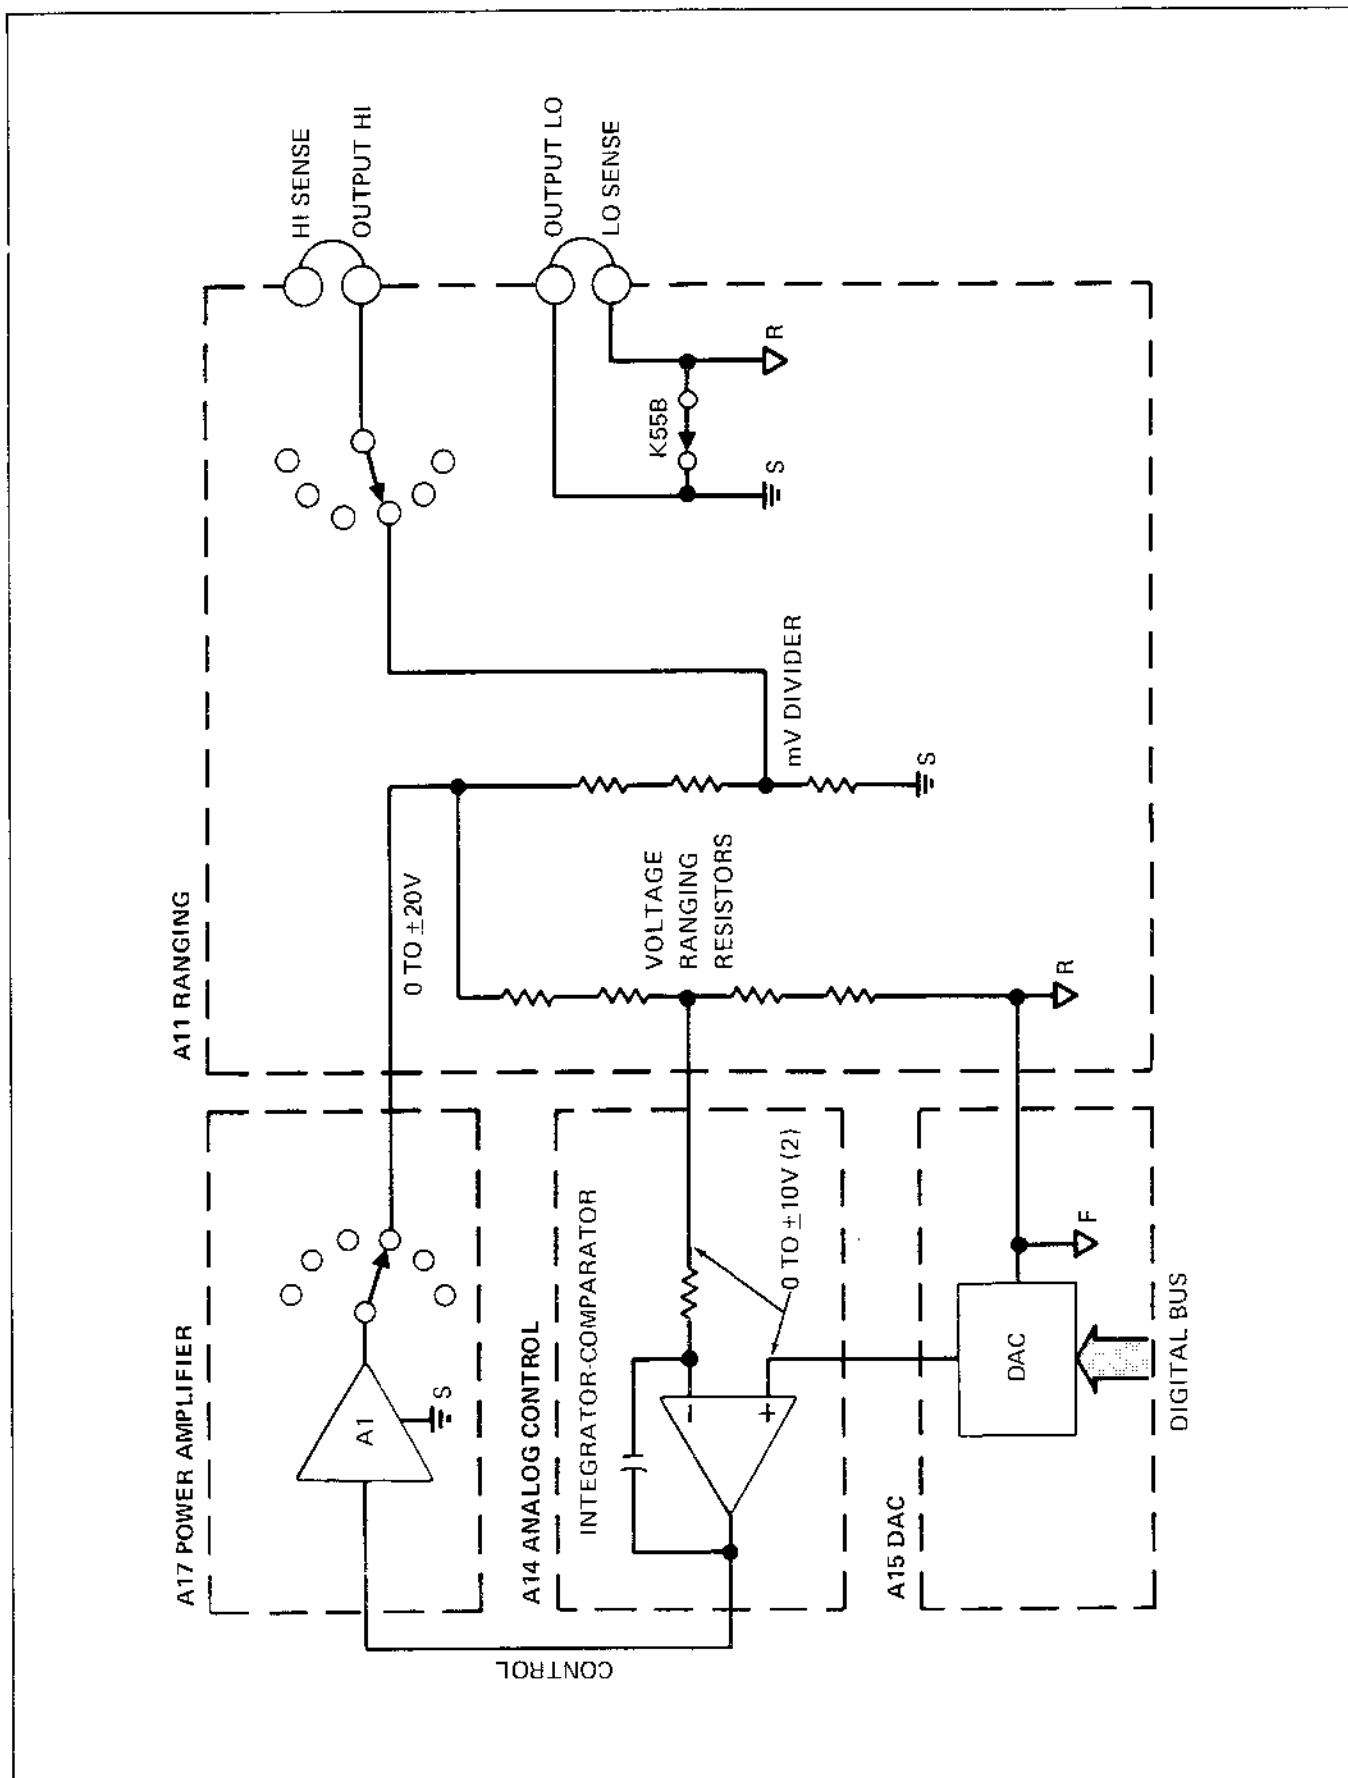 A17 POWER AMPLIFIER
A1
S
CONTROL
A14 ANALOG CONTROL
INTEGRATOR-COMPARATOR
−
+
0 TO ±10V (2)
A15 DAC
DAC
F
DIGITAL BUS
A11 RANGING
0 TO ±20V
VOLTAGE
RANGING
RESISTORS
R
mV DIVIDER
S
K55B
S
R
HI SENSE
OUTPUT HI
OUTPUT LO
LO SENSE